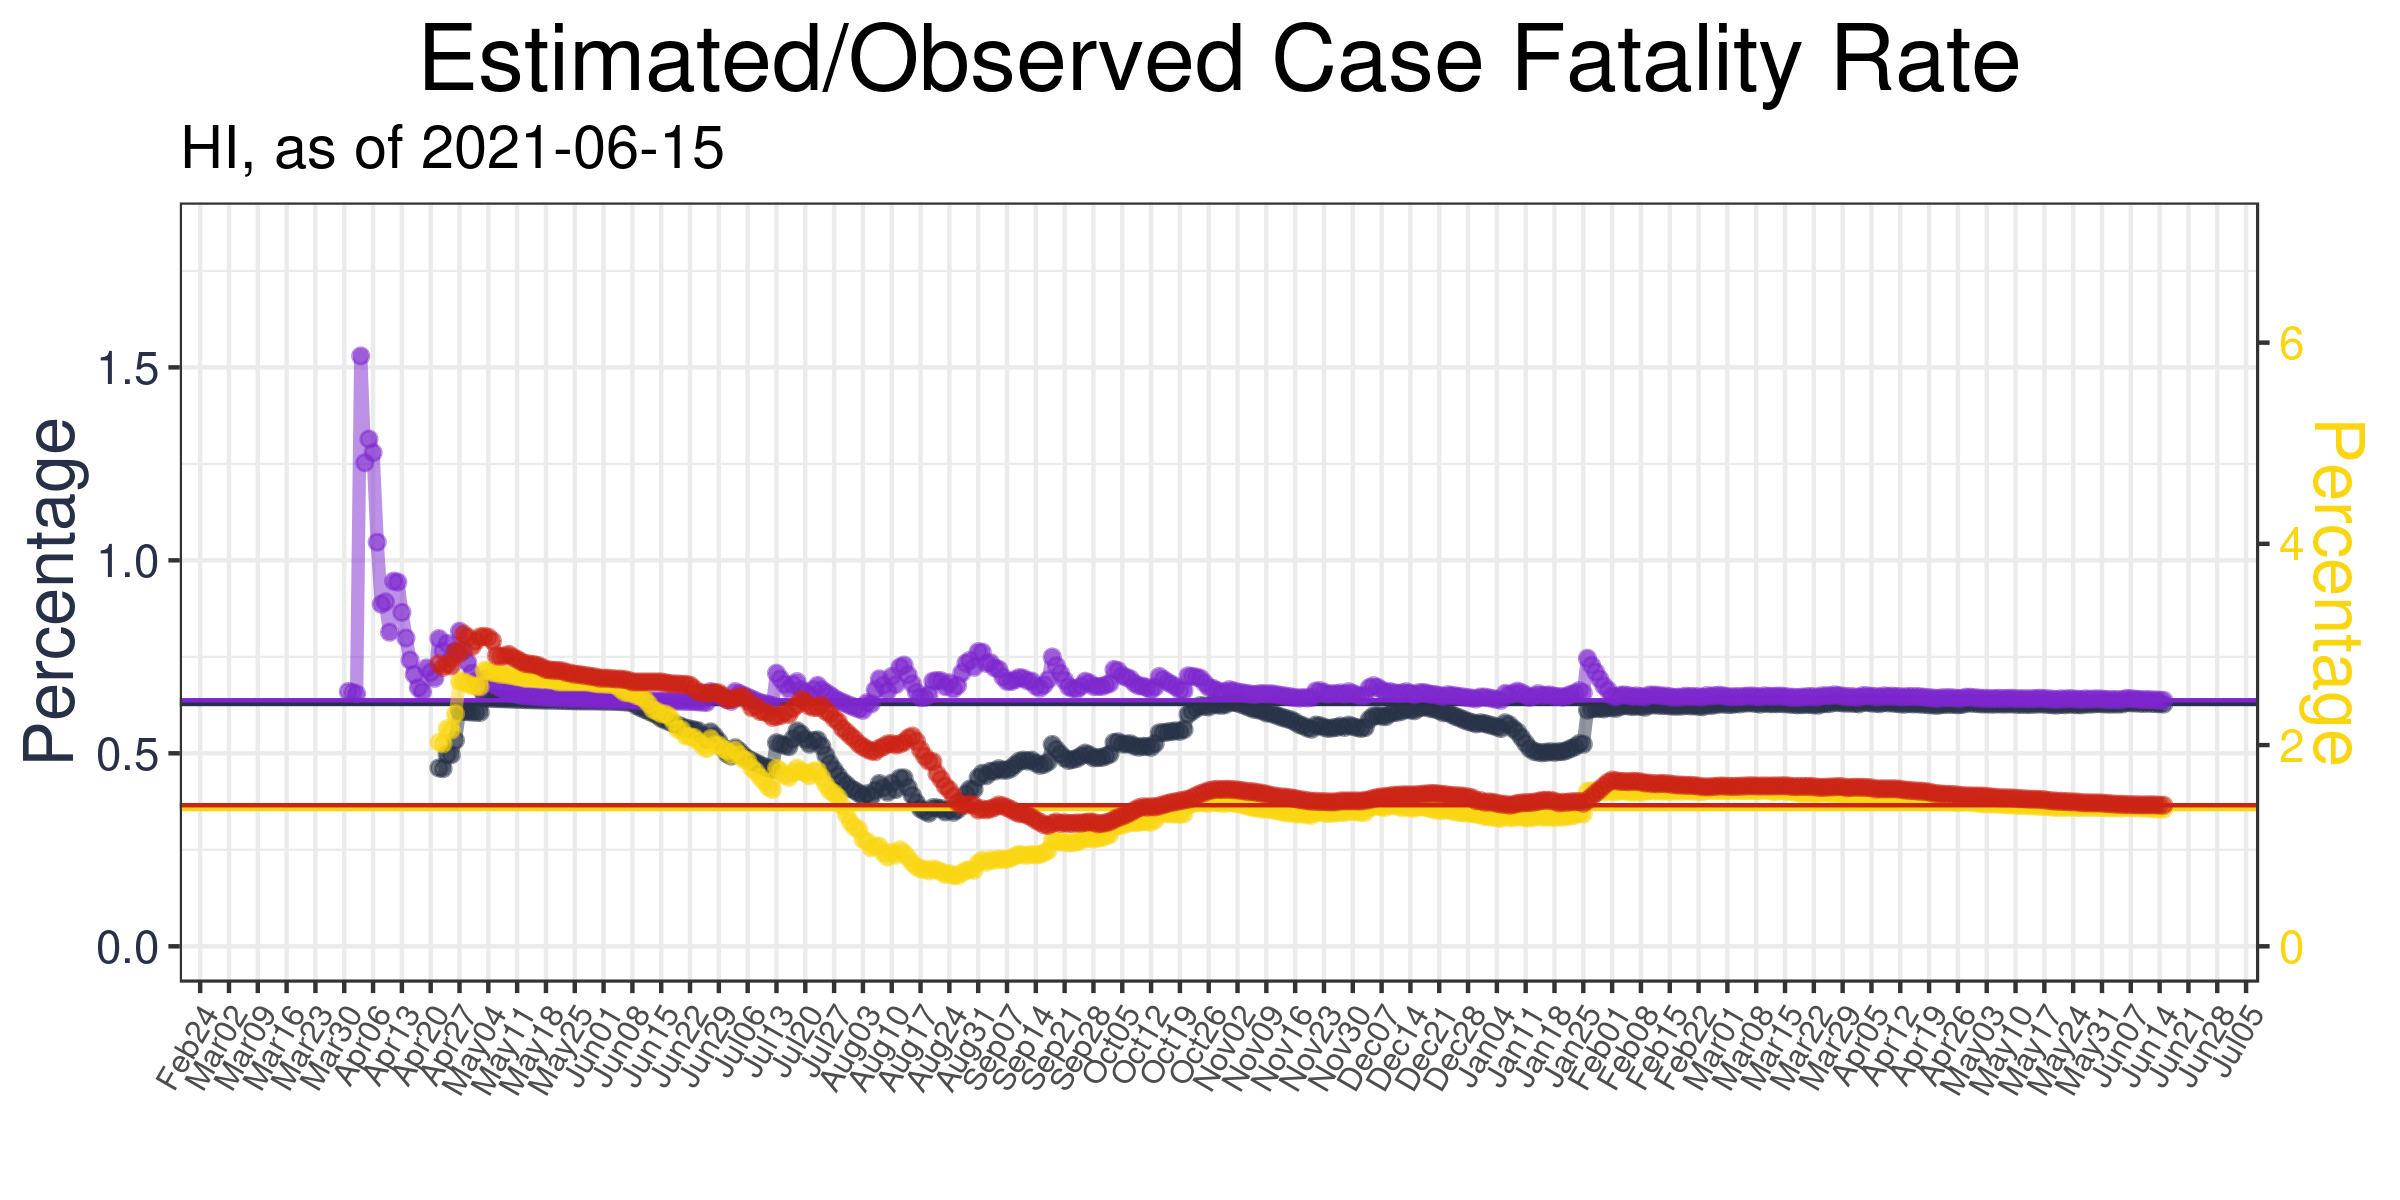 Estimated/Observed Case Fatality Rate
HI, as of 2021-06-15
Percentage
1.5
1.0
0.5
0.0
6
4
2
0
Percentage
Feb24
Mar02
Mar09
Mar16
Mar23
Mar30
Apr06
Apr13
Apr20
Apr27
May04
May11
May18
May25
Jun01
Jun08
Jun15
Jun22
Jun29
Jul06
Jul13
Jul20
Jul27
Aug03
Aug10
Aug17
Aug24
Aug31
Sep07
Sep14
Sep21
Sep28
Oct05
Oct12
Oct19
Oct26
Nov02
Nov09
Nov16
Nov23
Nov30
Dec07
Dec14
Dec21
Dec28
Jan04
Jan11
Jan18
Jan25
Feb01
Feb08
Feb15
Feb22
Mar01
Mar08
Mar15
Mar22
Mar29
Apr05
Apr12
Apr19
Apr26
May03
May10
May17
May24
May31
Jun07
Jun14
Jun21
Jun28
Jul05